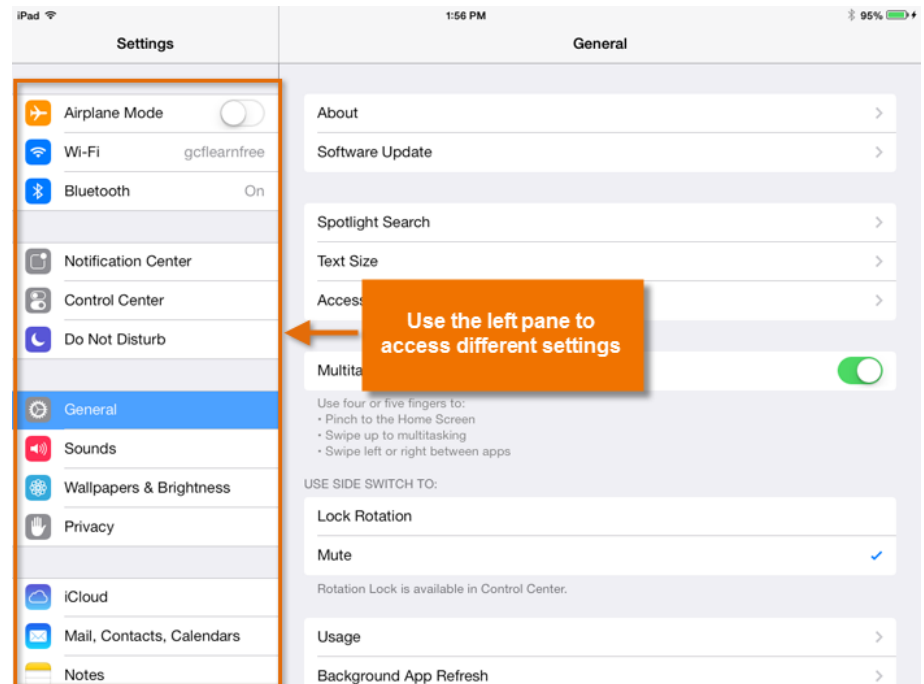 iPad
1:56 PM
95%
Settings
General
Airplane Mode
Wi-Fi
gcflearnfree
Bluetooth
On
Notification Center
Control Center
Do Not Disturb
General
Sounds
Wallpapers & Brightness
Privacy
iCloud
Mail, Contacts, Calendars
Notes
About
Software Update
Spotlight Search
Text Size
Access
Use the left pane to
access different settings
Multita
Use four or five fingers to:
• Pinch to the Home Screen
• Swipe up to multitasking
• Swipe left or right between apps
USE SIDE SWITCH TO:
Lock Rotation
Mute
Rotation Lock is available in Control Center.
Usage
Background App Refresh